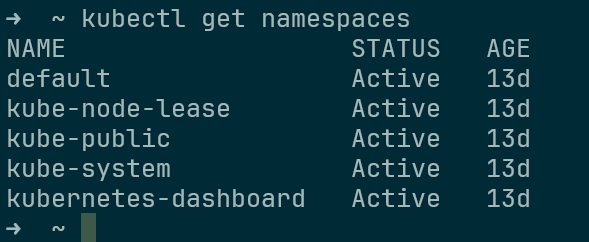 ➜  ~ kubectl get namespaces
NAME                   STATUS   AGE
default                Active   13d
kube-node-lease        Active   13d
kube-public            Active   13d
kube-system            Active   13d
kubernetes-dashboard   Active   13d
➜  ~